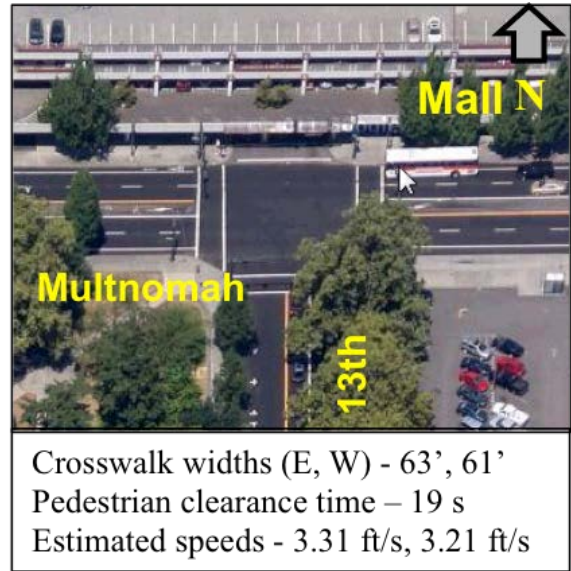 Mall N
Multnomah
13th
Crosswalk widths (E, W) - 63’, 61’
Pedestrian clearance time – 19 s
Estimated speeds - 3.31 ft/s, 3.21 ft/s